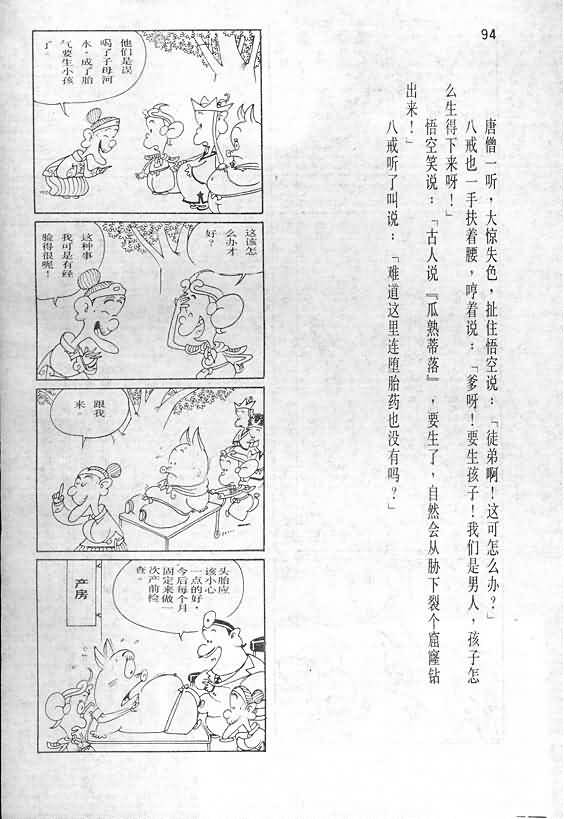 94
唐僧一听，大惊失色，扯住悟空说：「徒弟啊！这可怎么办？」
八戒也一手扶着腰，哼着说：「爹呀！要生孩子！我们是男人，孩子怎
么生得下来呀！」
悟空笑说：「古人说『瓜熟蒂落』，要生了，自然会从胁下裂个窟窿钻
出来！」
八戒听了叫说：「难道这里连堕胎药也没有吗？」
他们是误
喝了子母河
水，成了胎
气要生小孩
了。
这该怎
么办才
好？
这种事
我可是有经
验得很呢！
跟我
来。
头胎应
该小心
一点的好，
今后每个月
固定来做一
次产前检
查。
产房